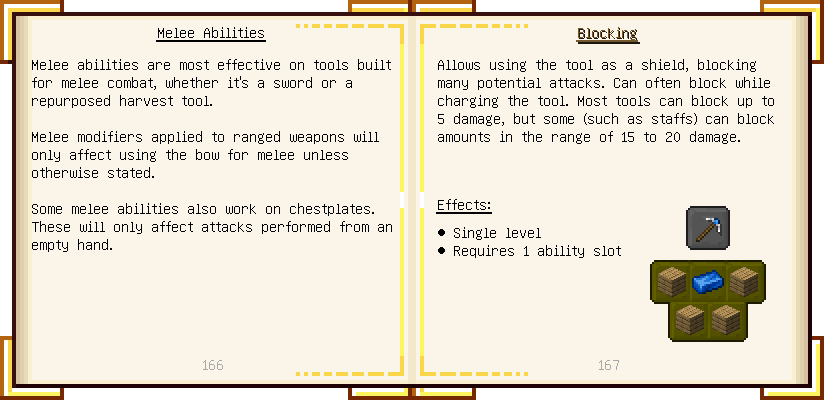 Melee Abilities
Melee abilities are most effective on tools built
for melee combat, whether it's a sword or a
repurposed harvest tool.
Melee modifiers applied to ranged weapons will
only affect using the bow for melee unless
otherwise stated.
Some melee abilities also work on chestplates.
These will only affect attacks performed from an
empty hand.
166
Blocking
Allows using the tool as a shield, blocking
many potential attacks. Can often block while
charging the tool. Most tools can block up to
5 damage, but some (such as staffs) can block
amounts in the range of 15 to 20 damage.
Effects:
• Single level
• Requires 1 ability slot
167